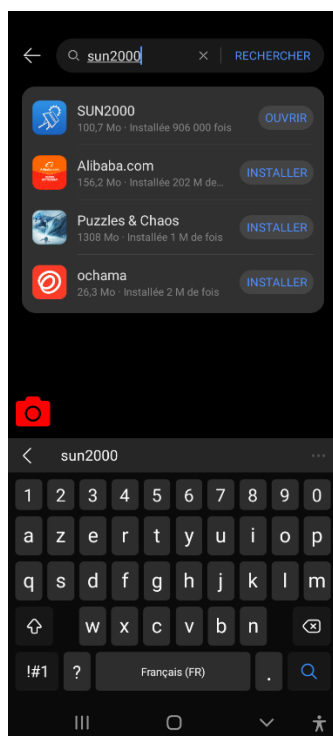 sun2000 RECHERCHER
SUN2000
100,7 Mo · Installée 906 000 fois
OUVRIR
Alibaba.com
156,2 Mo · Installée 202 M de…
INSTALLER
Puzzles & Chaos
1308 Mo · Installée 1 M de fois
INSTALLER
ochama
26,3 Mo · Installée 2 M de fois
INSTALLER
sun2000
1 2 3 4 5 6 7 8 9 0
a z e r t y u i o p
q s d f g h j k l m
w x c v b n
!#1 ? Français (FR) .